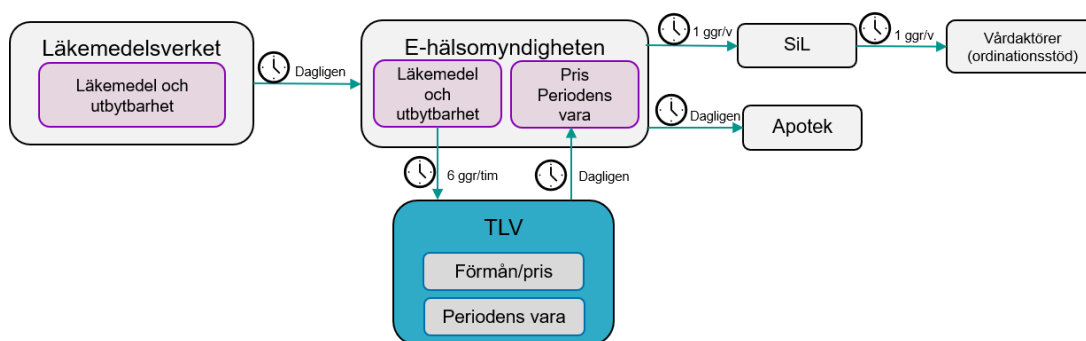 Läkemedelsverket
Läkemedel och
utbytbarhet
Dagligen
E-hälsomyndigheten
Läkemedel
och
utbytbarhet
Pris
Periodens
vara
1 ggr/v
SiL
1 ggr/v
Vårdaktörer
(ordinationsstöd)
Dagligen
Apotek
6 ggr/tim
Dagligen
TLV
Förmån/pris
Periodens vara